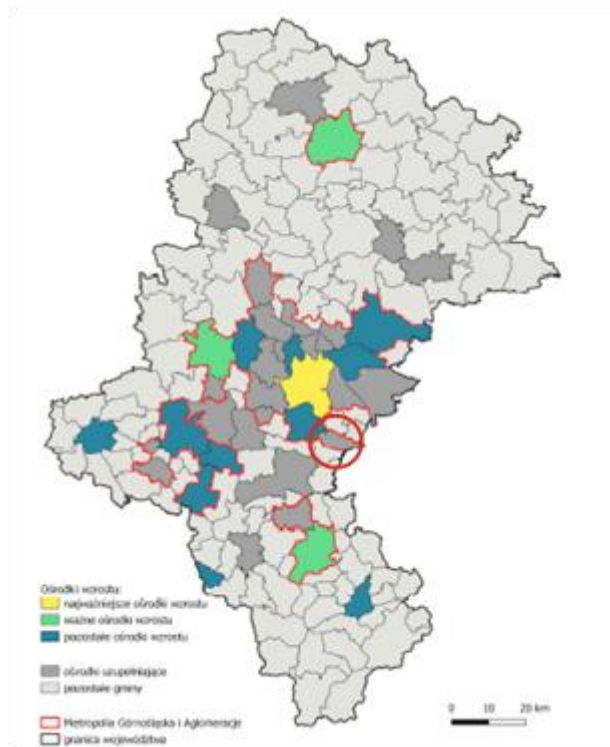 Ośrodki wzrostu:
najważniejsze ośrodki wzrostu
ważne ośrodki wzrostu
pozostałe ośrodki wzrostu
ośrodki uzupełniające
pozostałe gminy
Metropolia Górnośląska i Aglomeracje
granica województwa
0 10 20 km